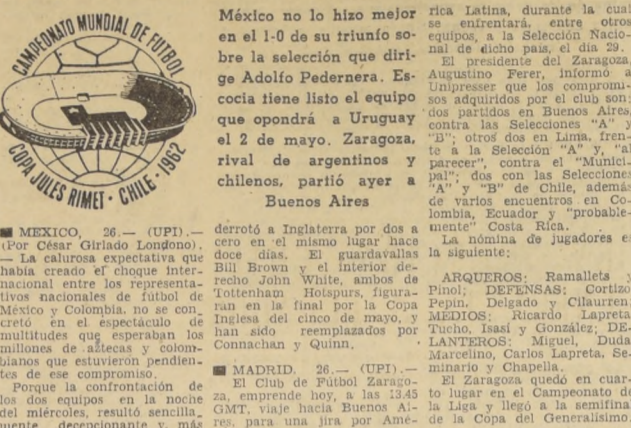 CAMPEONATO MUNDIAL DE FUTBOL
COPA JULES RIMET · CHILE · 1962
México no lo hizo mejor
en el 1-0 de su triunfo so-
bre la selección que diri-
ge Adolfo Pedernera. Es-
cocia tiene listo el equipo
que opondrá a Uruguay
el 2 de mayo. Zaragoza,
rival de argentinos y
chilenos, partió ayer a
Buenos Aires
MEXICO, 26.— (UPI).—
(Por César Girlado Londono).
— La calurosa expectativa que
había creado el choque inter-
nacional entre los representa-
tivos nacionales de fútbol de
México y Colombia, no se con-
cretó en el espectáculo de
multitudes que esperaban los
millones de aztecas y colom-
bianos que estuvieron pendien-
tes de ese compromiso.
Porque la confrontación de
los dos equipos en la noche
del miércoles, resultó sencilla-
mente decepcionante y más
derrotó a Inglaterra por dos a
cero en el mismo lugar hace
doce días. El guardavallas
Bill Brown y el interior de-
recho John White, ambos de
Tottenham Hotspurs, figura-
ran en la final por la Copa
Inglesa del cinco de mayo, y
han sido reemplazados por
Connachan y Quinn.
MADRID. 26.— (UPI).—
El Club de Fútbol Zarago-
za, emprende hoy, a las 13.45
GMT, viaje hacia Buenos Ai-
res, para una jira por Amé-
rica Latina, durante la cual
se enfrentará, entre otros
equipos, a la Selección Nacio-
nal de dicho país, el día 29.
El presidente del Zaragoza,
Augustino Ferer, informó a
Unipresser que los compromi-
sos adquiridos por el club son:
dos partidos en Buenos Aires
contra las Selecciones "A" y
"B"; otros dos en Lima, fren-
te a la Selección "A" y, "al
parecer", contra el "Munici-
pal"; dos con las Selecciones
"A" y "B" de Chile, además
de varios encuentros en Co-
lombia, Ecuador y "probable-
mente" Costa Rica.
La nómina de jugadores es
la siguiente:
ARQUEROS: Ramallets y
Pinol; DEFENSAS: Cortizo
Pepin, Delgado y Cilaurren
MEDIOS: Ricardo Lapreta
Tucho, Isasi y González; DE-
LANTEROS: Miguel, Duda
Marcelino, Carlos Lapreta, Se-
minario y Chapella.
El Zaragoza quedó en cuar-
to lugar en el Campeonato de
la Liga y llegó a la semifinal
de la Copa del Generalísimo.